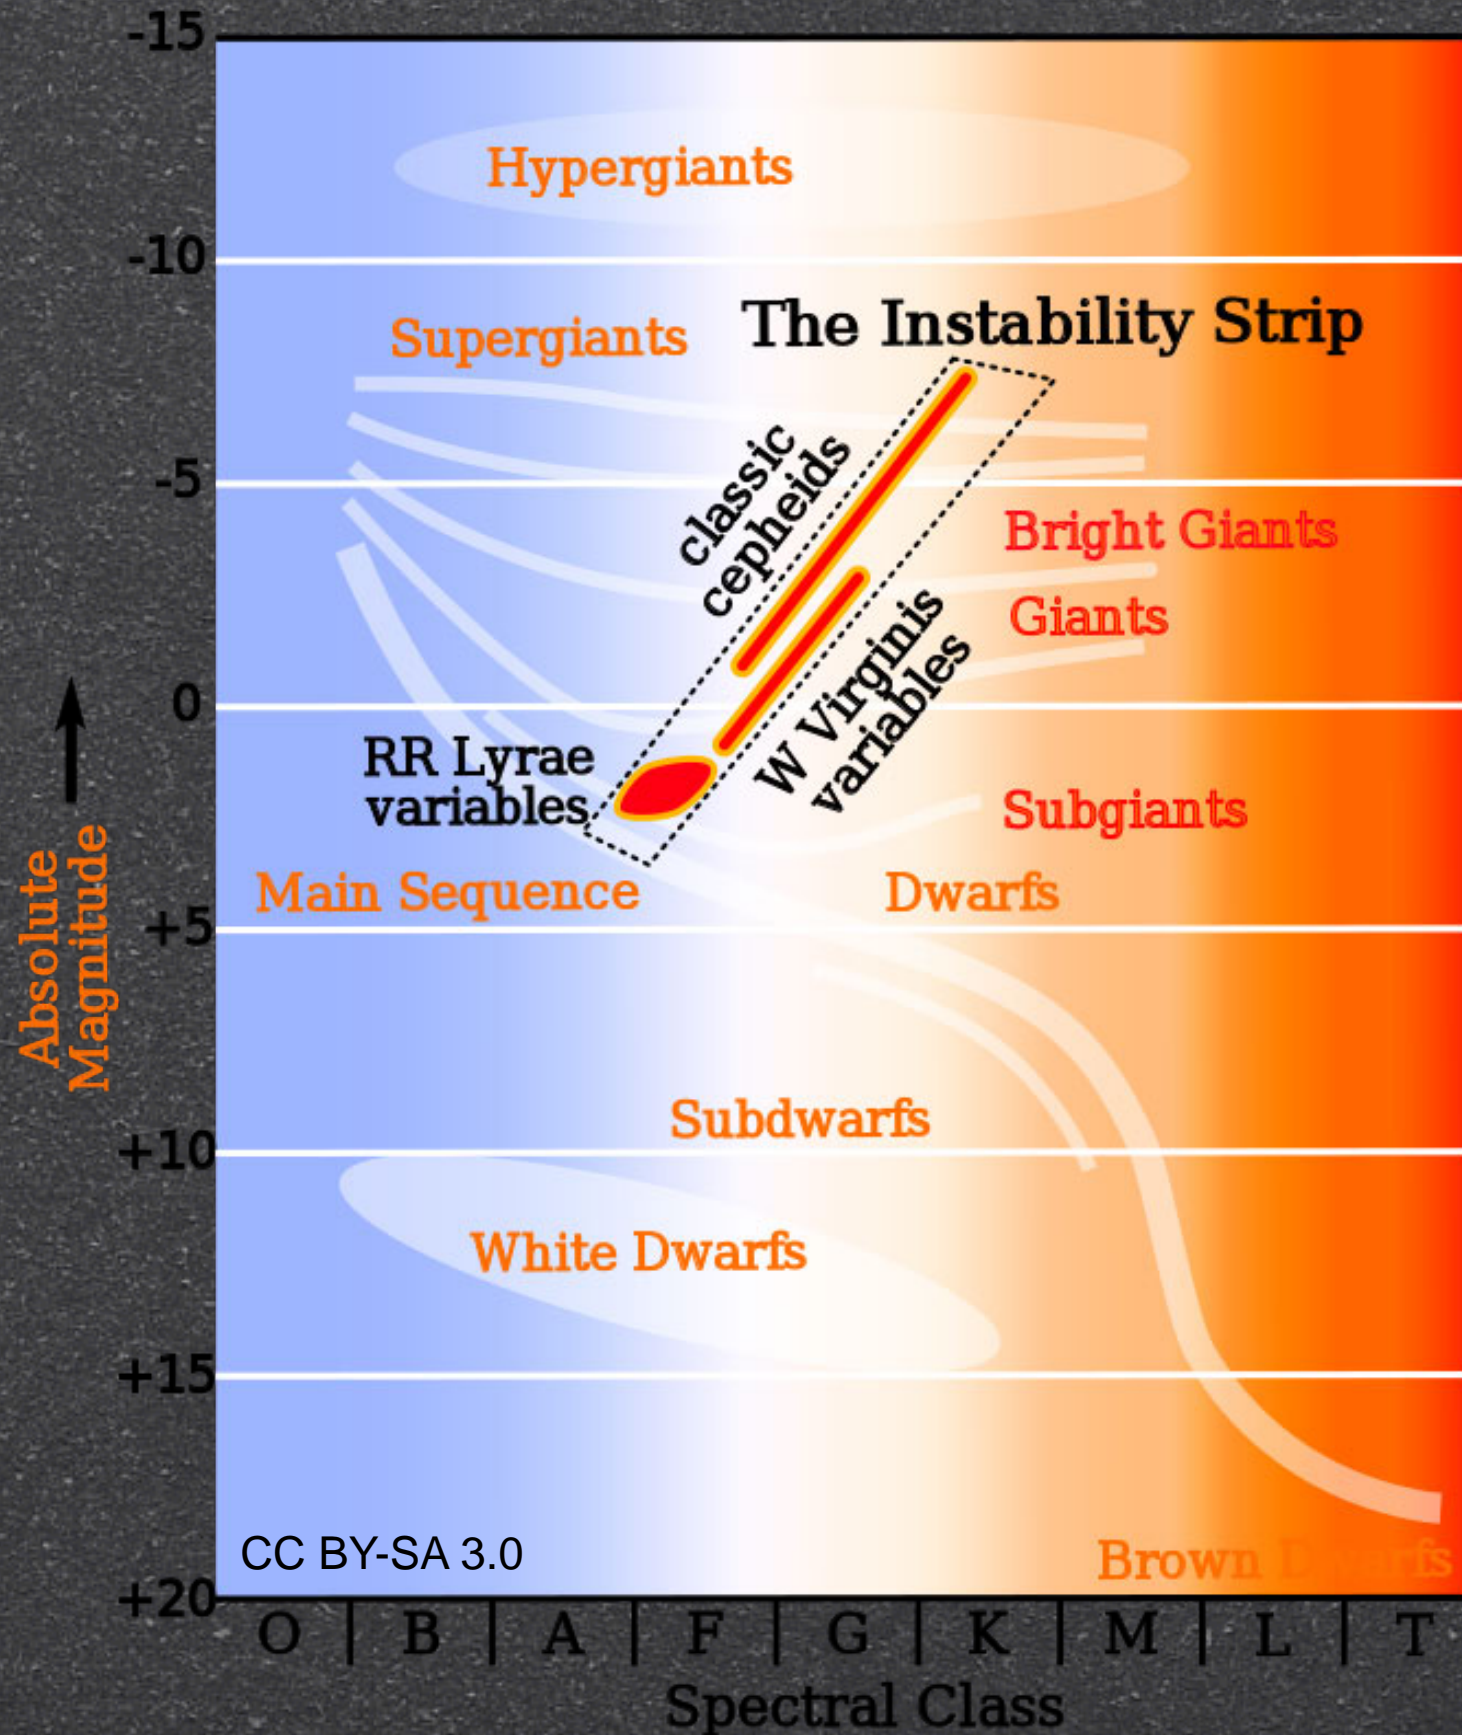 -15
Hypergiants
-10
Supergiants
The Instability Strip
classic
cepheids
-5
Bright Giants
Giants
W Virginis
variables
0
RR Lyrae
variables
Subgiants
Absolute
Magnitude
Main Sequence
Dwarfs
+5
Subdwarfs
+10
White Dwarfs
+15
CC BY-SA 3.0
Brown Dwarfs
+20
O | B | A | F | G | K | M | L | T
Spectral Class